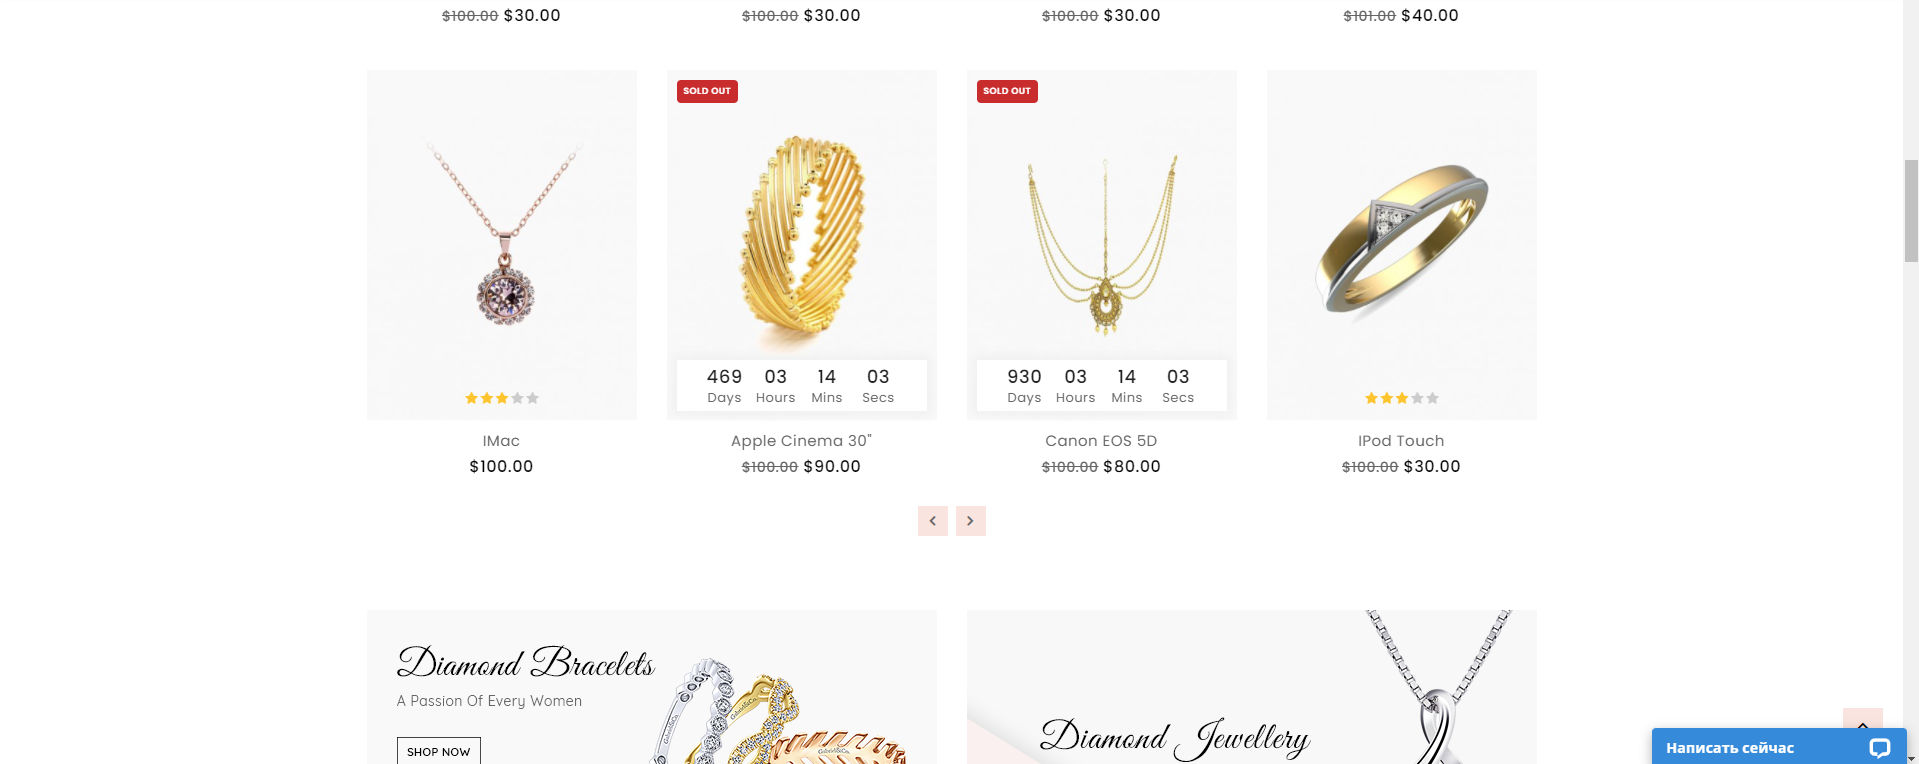 $100.00 $30.00
$100.00 $30.00
$100.00 $30.00
$101.00 $40.00
SOLD OUT
SOLD OUT
469 03 14 03
Days Hours Mins Secs
930 03 14 03
Days Hours Mins Secs
IMac
$100.00
Apple Cinema 30"
$100.00 $90.00
Canon EOS 5D
$100.00 $80.00
IPod Touch
$100.00 $30.00
Diamond Bracelets
A Passion Of Every Women
SHOP NOW
Diamond Jewellery
Написать сейчас